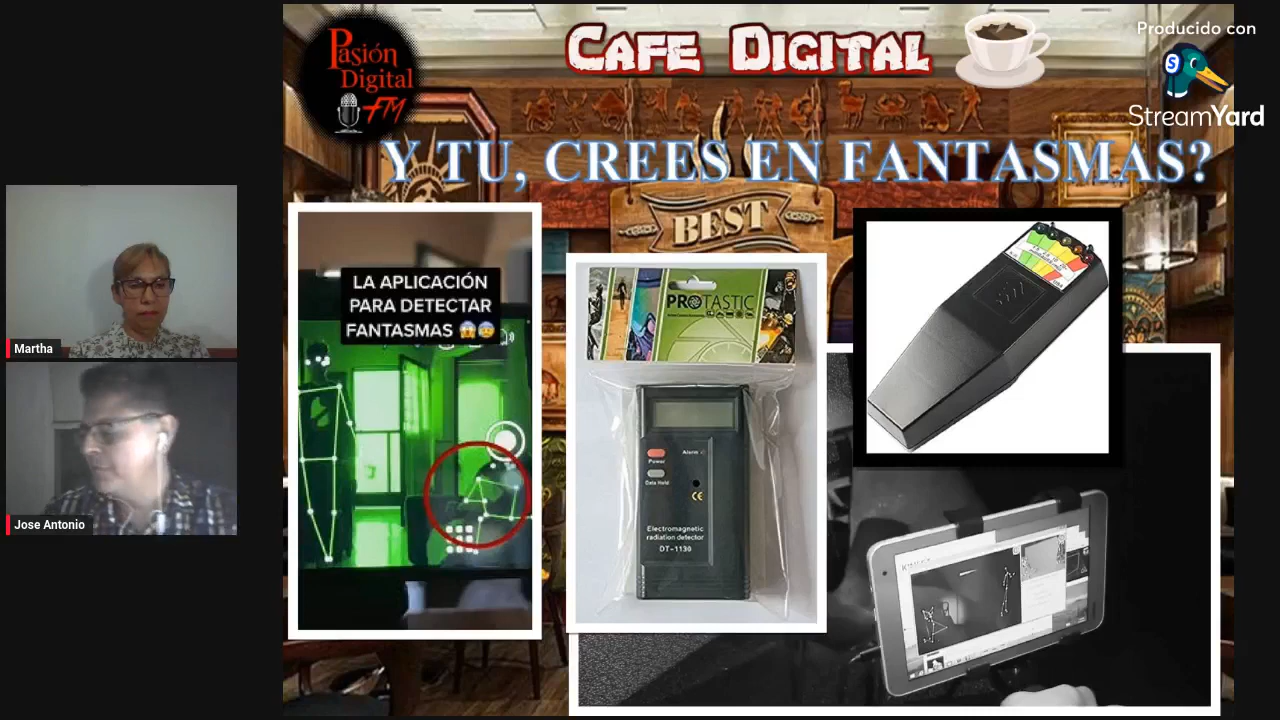 Pasión
Digital
FM
CAFE DIGITAL
Producido con
StreamYard
Y TU, CREES EN FANTASMAS?
BEST
LA APLICACIÓN
PARA DETECTAR
FANTASMAS 😱😨
PROTASTIC
Power
Alarm
Data Hold
CE
Electromagnetic
radiation detector
DT-1130
Martha
Jose Antonio